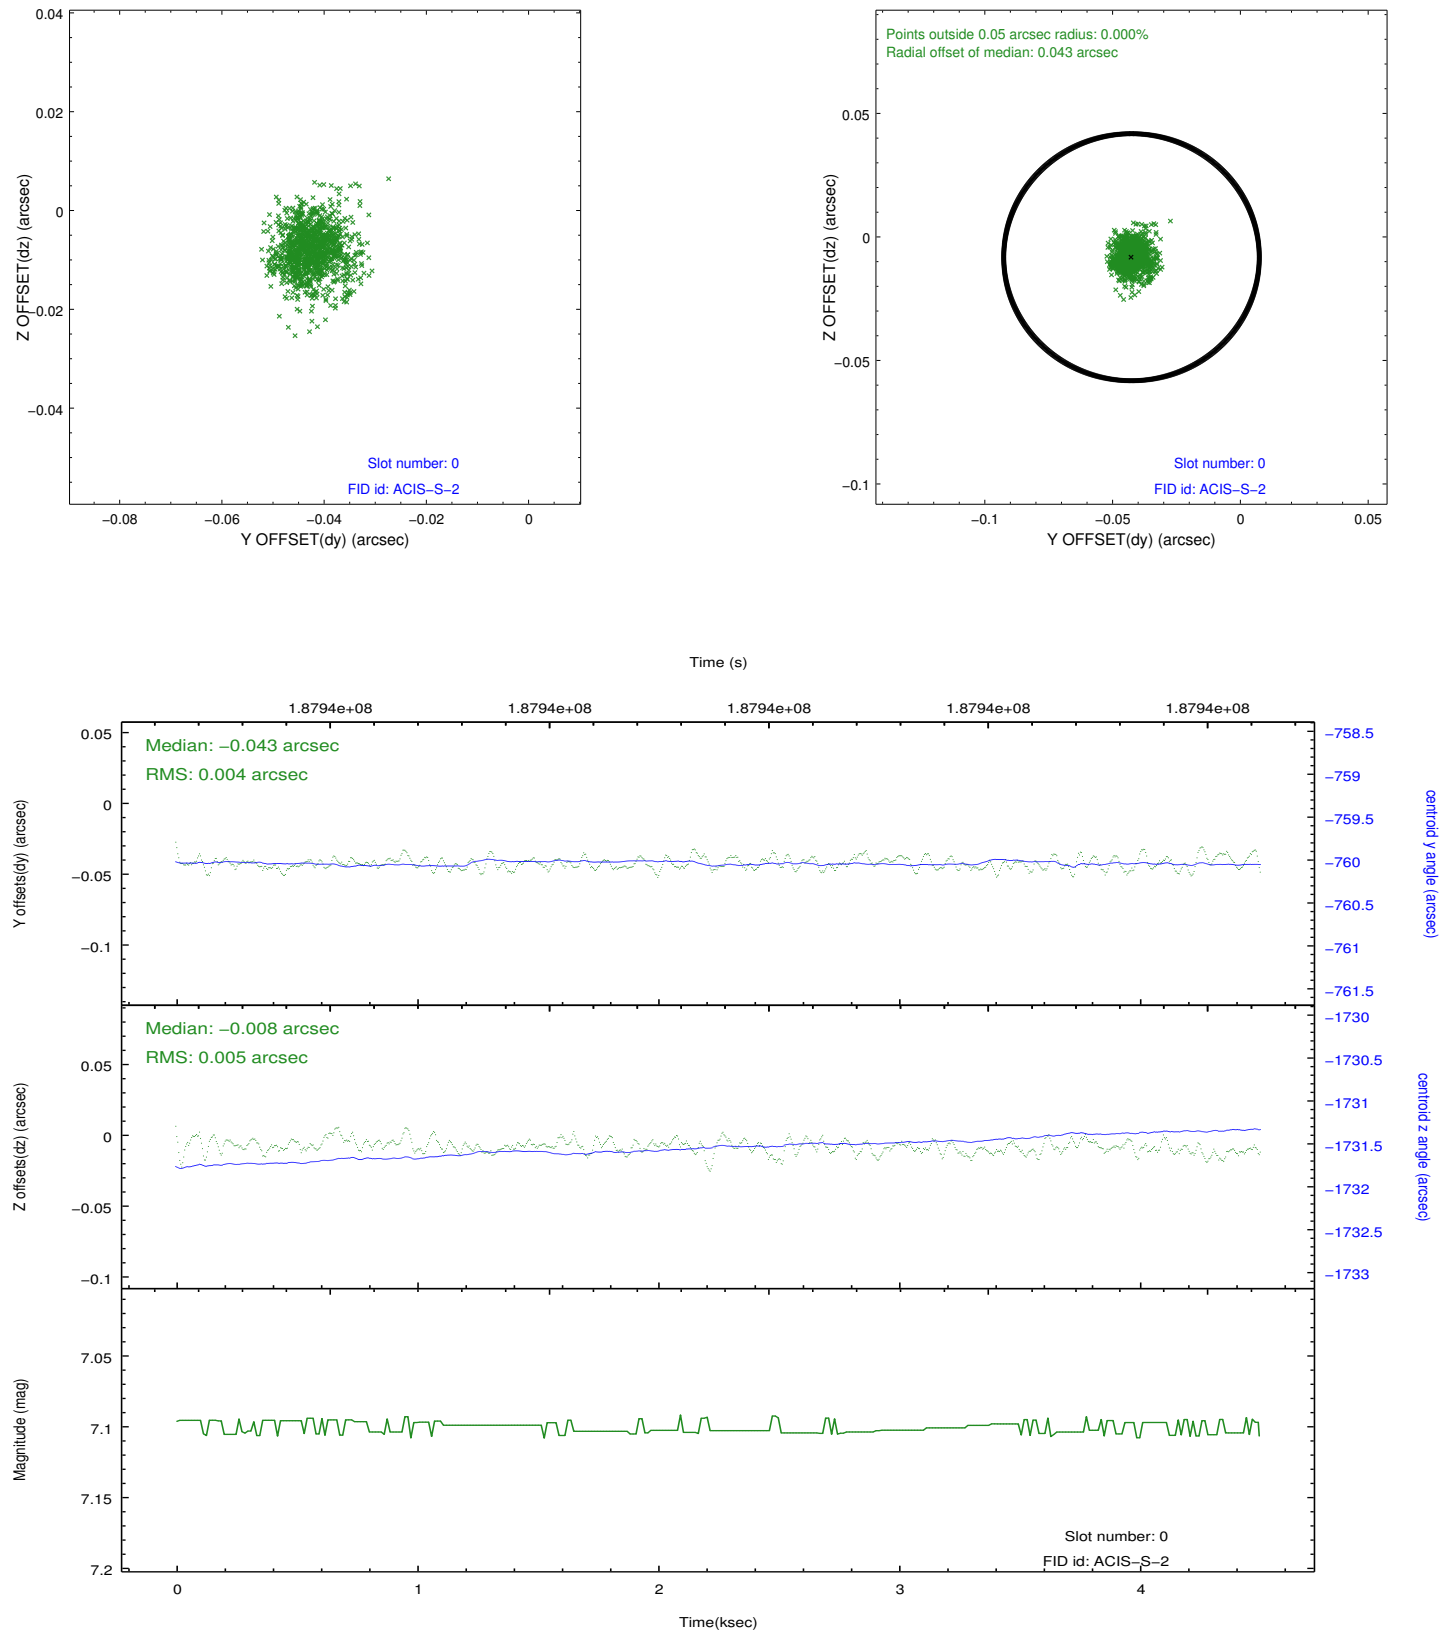 0.04
0.02
0
−0.02
−0.04
Z OFFSET(dz) (arcsec)
Slot number: 0
FID id: ACIS−S−2
−0.08 −0.06 −0.04 −0.02 0
Y OFFSET(dy) (arcsec)
Points outside 0.05 arcsec radius: 0.000%
Radial offset of median: 0.043 arcsec
0.05
0
−0.05
−0.1
Z OFFSET(dz) (arcsec)
Slot number: 0
FID id: ACIS−S−2
−0.1 −0.05 0 0.05
Y OFFSET(dy) (arcsec)
Time (s)
1.8794e+08 1.8794e+08 1.8794e+08 1.8794e+08 1.8794e+08
Median: −0.043 arcsec
RMS: 0.004 arcsec
0.05
0
−0.05
−0.1
Y offsets(dy) (arcsec)
−758.5
−759
−759.5
−760
−760.5
−761
−761.5
centroid y angle (arcsec)
Median: −0.008 arcsec
RMS: 0.005 arcsec
0.05
0
−0.05
−0.1
Z offsets(dz) (arcsec)
−1730
−1730.5
−1731
−1731.5
−1732
−1732.5
−1733
centroid z angle (arcsec)
7.05
7.1
7.15
7.2
Magnitude (mag)
Slot number: 0
FID id: ACIS−S−2
0 1 2 3 4
Time(ksec)